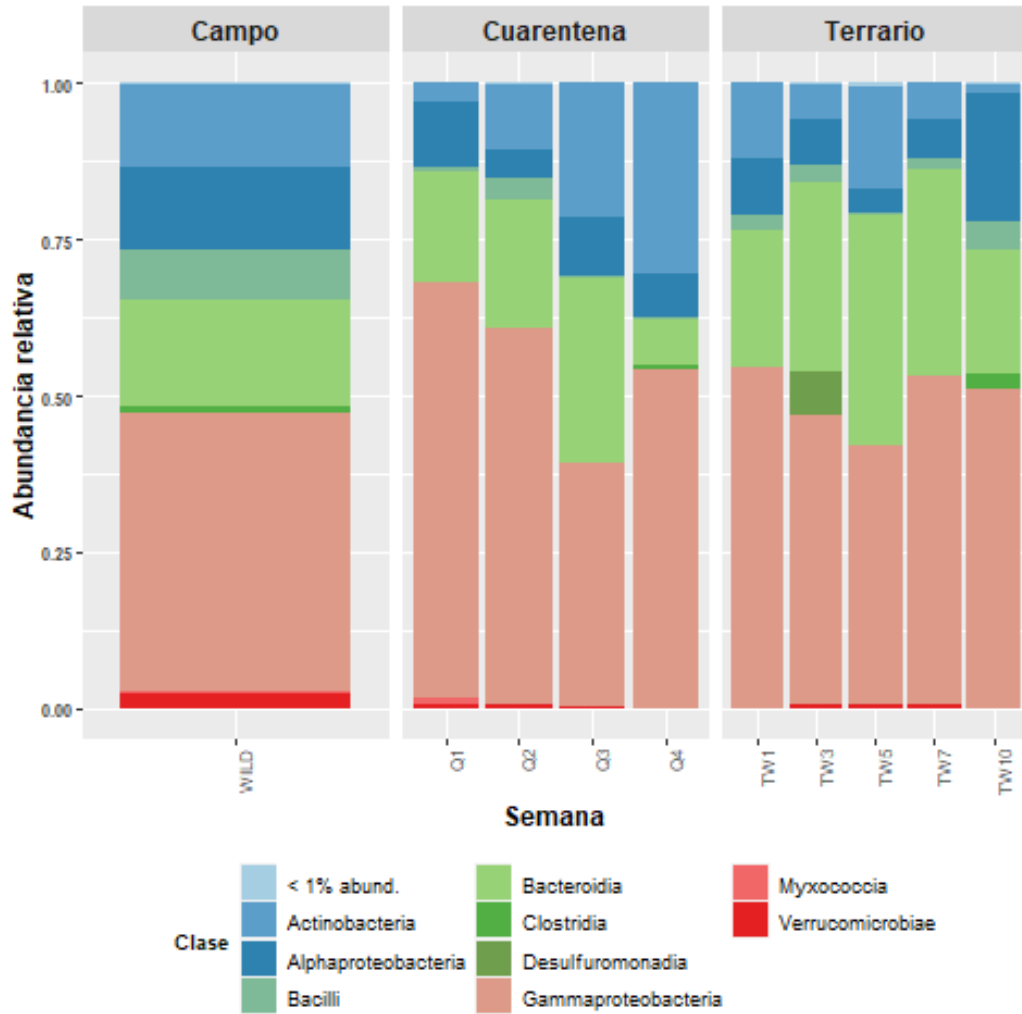 Campo Cuarentena Terrario
1.00
0.75
0.50
0.25
0.00
Abundancia relativa
WILD Q1 Q2 Q3 Q4 TW1 TW3 TW5 TW7 TW10
Semana
Clase
< 1% abund.
Actinobacteria
Alphaproteobacteria
Bacilli
Bacteroidia
Clostridia
Desulfuromonadia
Gammaproteobacteria
Myxococcia
Verrucomicrobiae